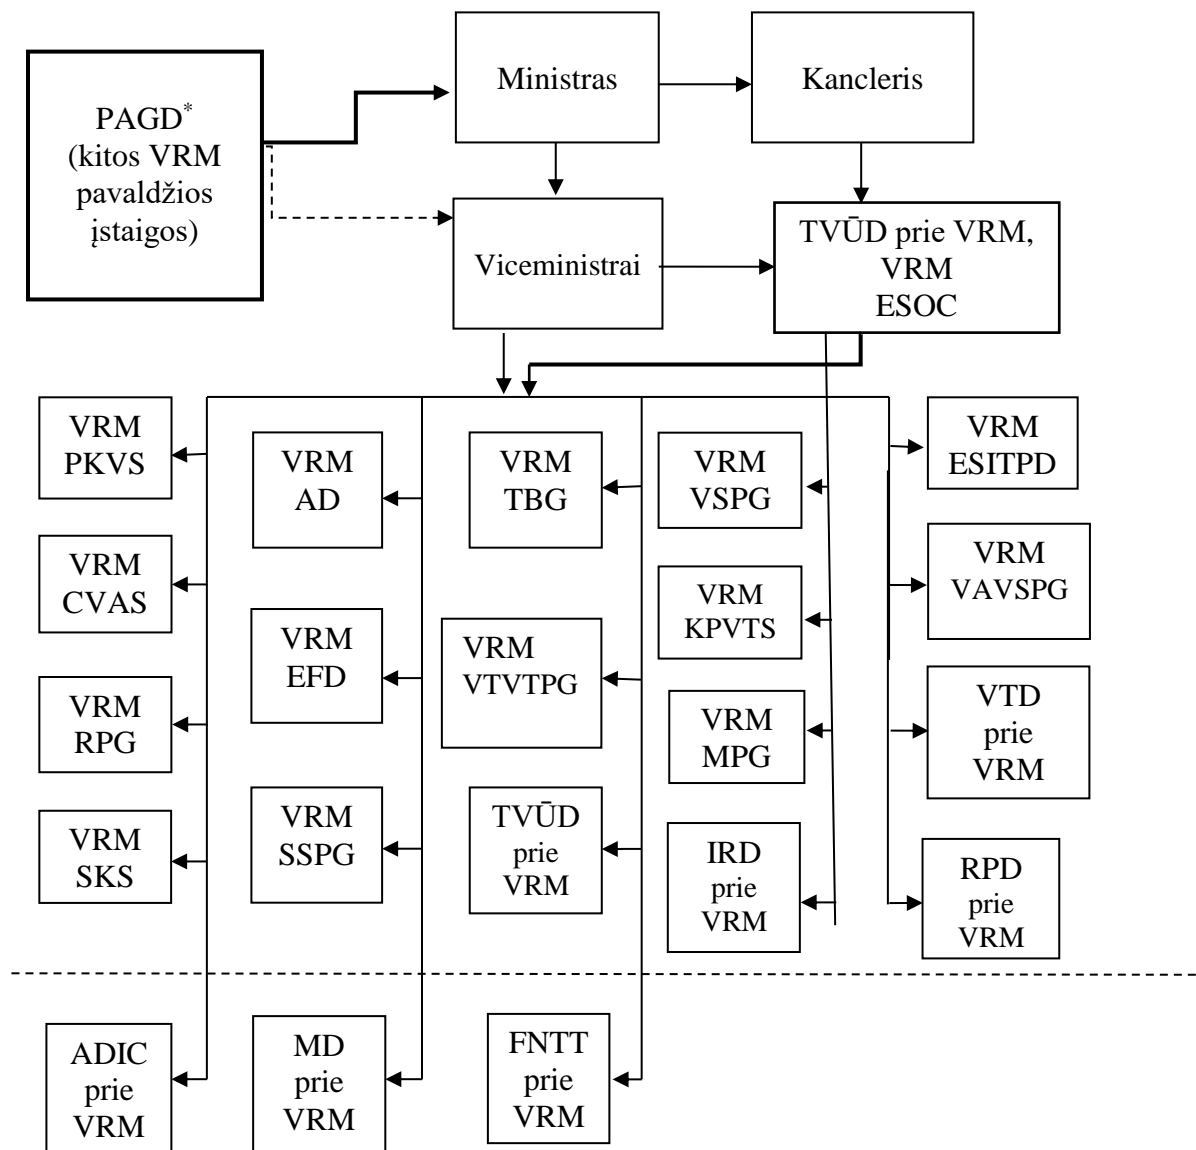 PAGD*
(kitos VRM
pavaldžios
įstaigos)
Ministras
Kancleris
Viceministrai
TVŪD prie VRM,
VRM
ESOC
VRM
PKVS
VRM
AD
VRM
TBG
VRM
VSPG
VRM
ESITPD
VRM
CVAS
VRM
EFD
VRM
VTVTPG
VRM
KPVTS
VRM
VAVSPG
VRM
RPG
VRM
MPG
VTD
prie
VRM
VRM
SKS
VRM
SSPG
TVŪD
prie
VRM
IRD
prie
VRM
RPD
prie
VRM
ADIC
prie
VRM
MD
prie
VRM
FNTT
prie
VRM